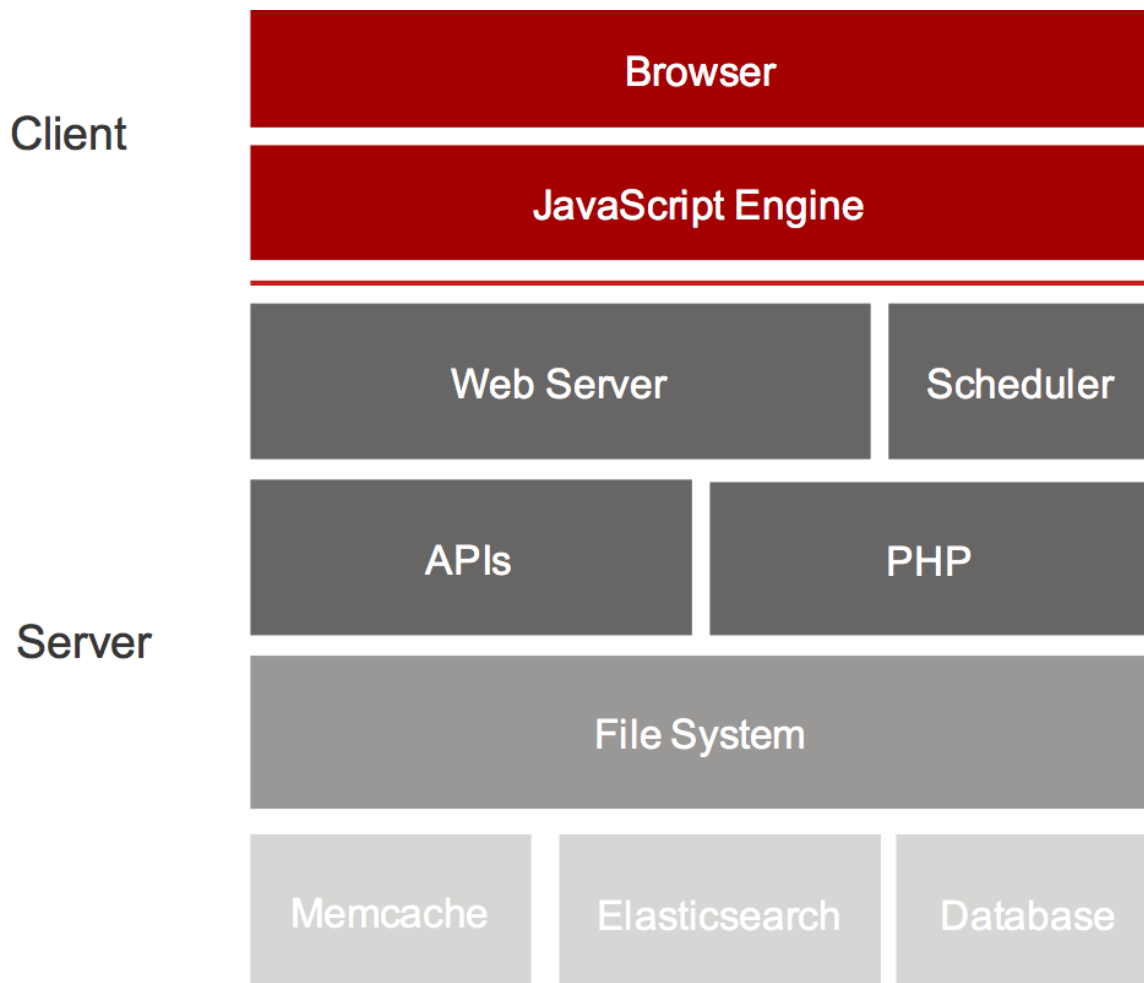 Browser
Client
JavaScript Engine
Web Server
Scheduler
APIs
PHP
Server
File System
Memcache
Elasticsearch
Database